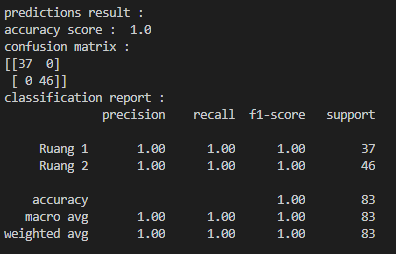 predictions result :
accuracy score :  1.0
confusion matrix :
[[37  0]
 [ 0 46]]
classification report :
              precision    recall  f1-score   support

     Ruang 1       1.00      1.00      1.00        37
     Ruang 2       1.00      1.00      1.00        46

    accuracy                           1.00        83
   macro avg       1.00      1.00      1.00        83
weighted avg       1.00      1.00      1.00        83